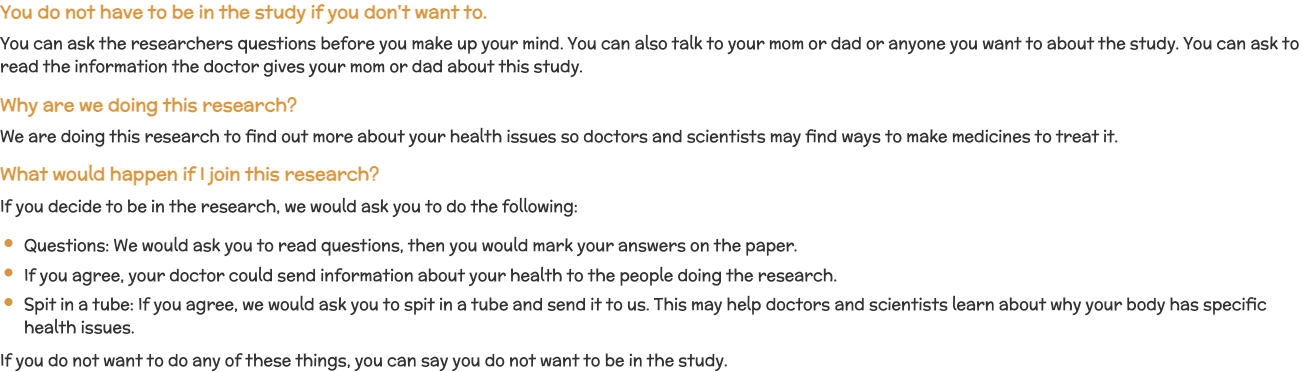 You do not have to be in the study if you don't want to.
You can ask the researchers questions before you make up your mind. You can also talk to your mom or dad or anyone you want to about the study. You can ask to
read the information the doctor gives your mom or dad about this study.
Why are we doing this research?
We are doing this research to find out more about your health issues so doctors and scientists may find ways to make medicines to treat it.
What would happen if I join this research?
If you decide to be in the research, we would ask you to do the following:
• Questions: We would ask you to read questions, then you would mark your answers on the paper.
• If you agree, your doctor could send information about your health to the people doing the research.
• Spit in a tube: If you agree, we would ask you to spit in a tube and send it to us. This may help doctors and scientists learn about why your body has specific
health issues.
If you do not want to do any of these things, you can say you do not want to be in the study.